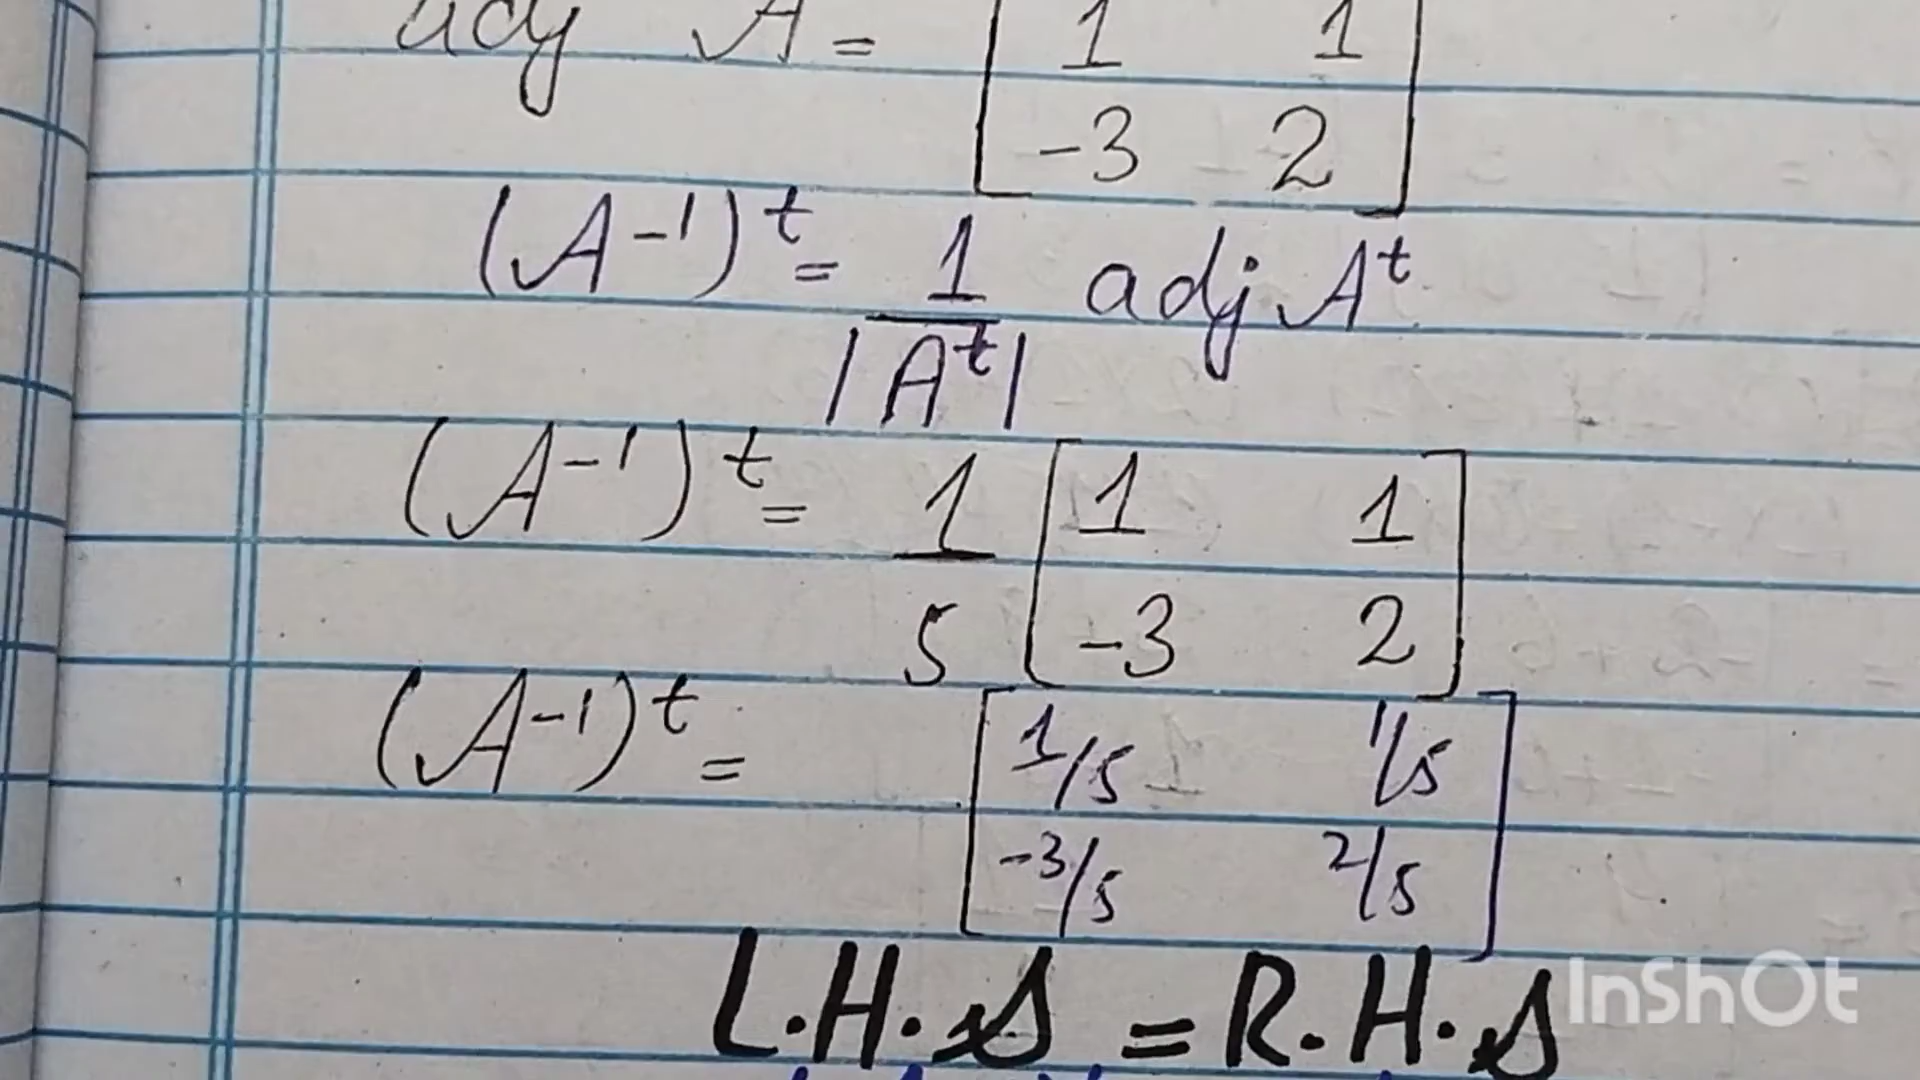 adj A = [ 1 1
-3 2 ]
(A-1)t = 1 adj At
|At|
(A-1)t = 1 [ 1 1
5 -3 2 ]
(A-1)t = [ 1/5 1/5
-3/5 2/5 ]
L.H.S = R.H.S
InShOt